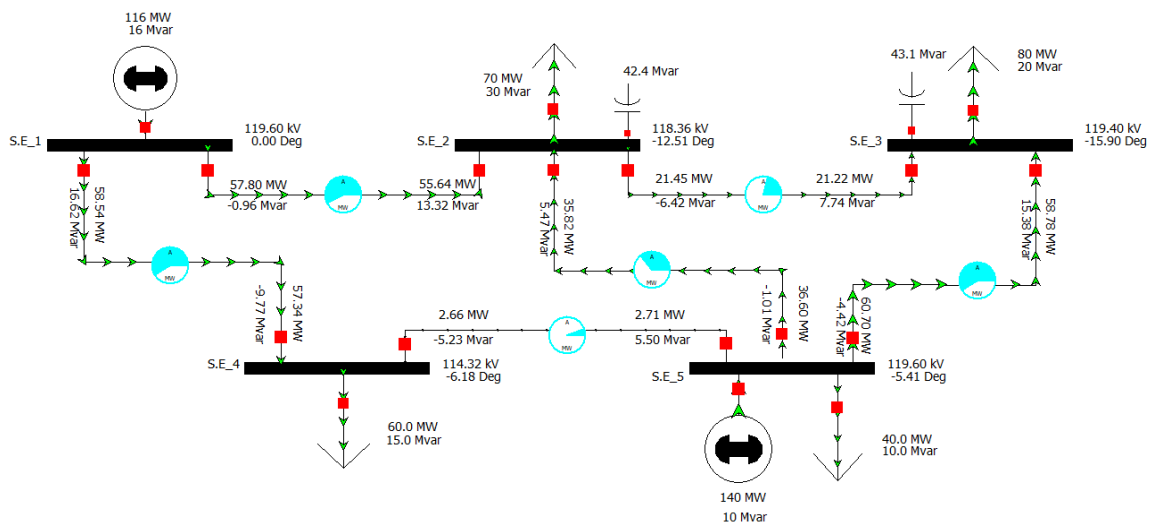 116 MW
16 Mvar
S.E_1
119.60 kV
0.00 Deg
57.80 MW
-0.96 Mvar
A
MW
55.64 MW
13.32 Mvar
58.54 MW
16.62 Mvar
A
MW
57.34 MW
-9.77 Mvar
70 MW
30 Mvar
42.4 Mvar
S.E_2
118.36 kV
-12.51 Deg
21.45 MW
-6.42 Mvar
A
MW
21.22 MW
7.74 Mvar
43.1 Mvar
80 MW
20 Mvar
S.E_3
119.40 kV
-15.90 Deg
35.82 MW
5.47 Mvar
A
MW
36.60 MW
-1.01 Mvar
58.78 MW
15.38 Mvar
A
MW
60.70 MW
-4.42 Mvar
S.E_4
114.32 kV
-6.18 Deg
2.66 MW
-5.23 Mvar
A
MW
2.71 MW
5.50 Mvar
S.E_5
119.60 kV
-5.41 Deg
60.0 MW
15.0 Mvar
140 MW
10 Mvar
40.0 MW
10.0 Mvar